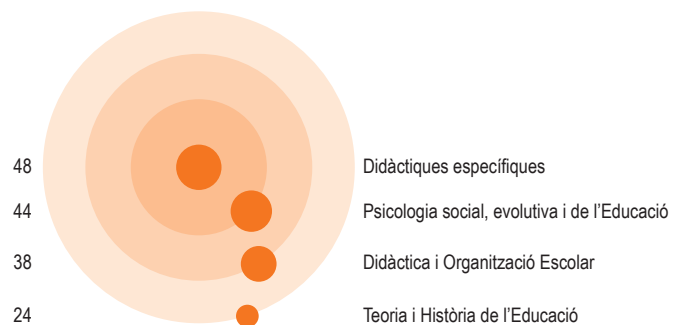 48 Didàctiques específiques
44 Psicologia social, evolutiva i de l’Educació
38 Didàctica i Organització Escolar
24 Teoria i Història de l’Educació